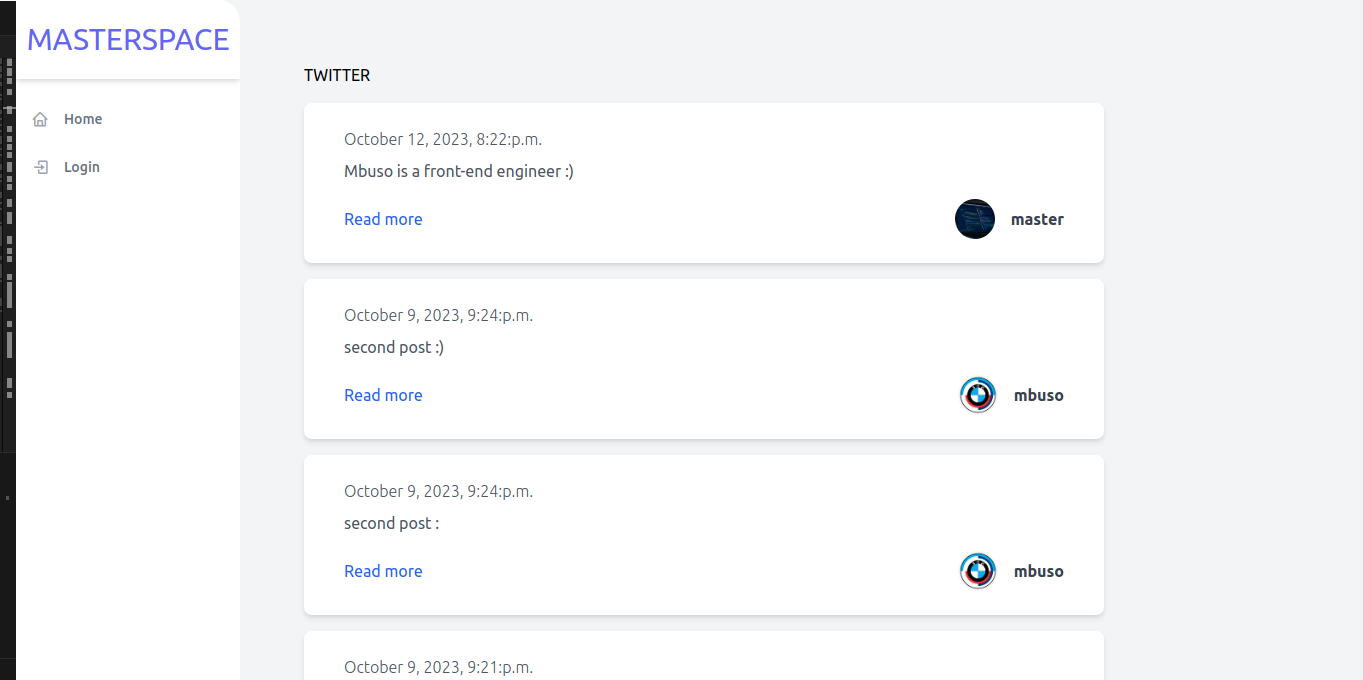 MASTERSPACE
Home
Login
TWITTER
October 12, 2023, 8:22:p.m.
Mbuso is a front-end engineer :)
Read more
master
October 9, 2023, 9:24:p.m.
second post :)
Read more
mbuso
October 9, 2023, 9:24:p.m.
second post :
Read more
mbuso
October 9, 2023, 9:21:p.m.